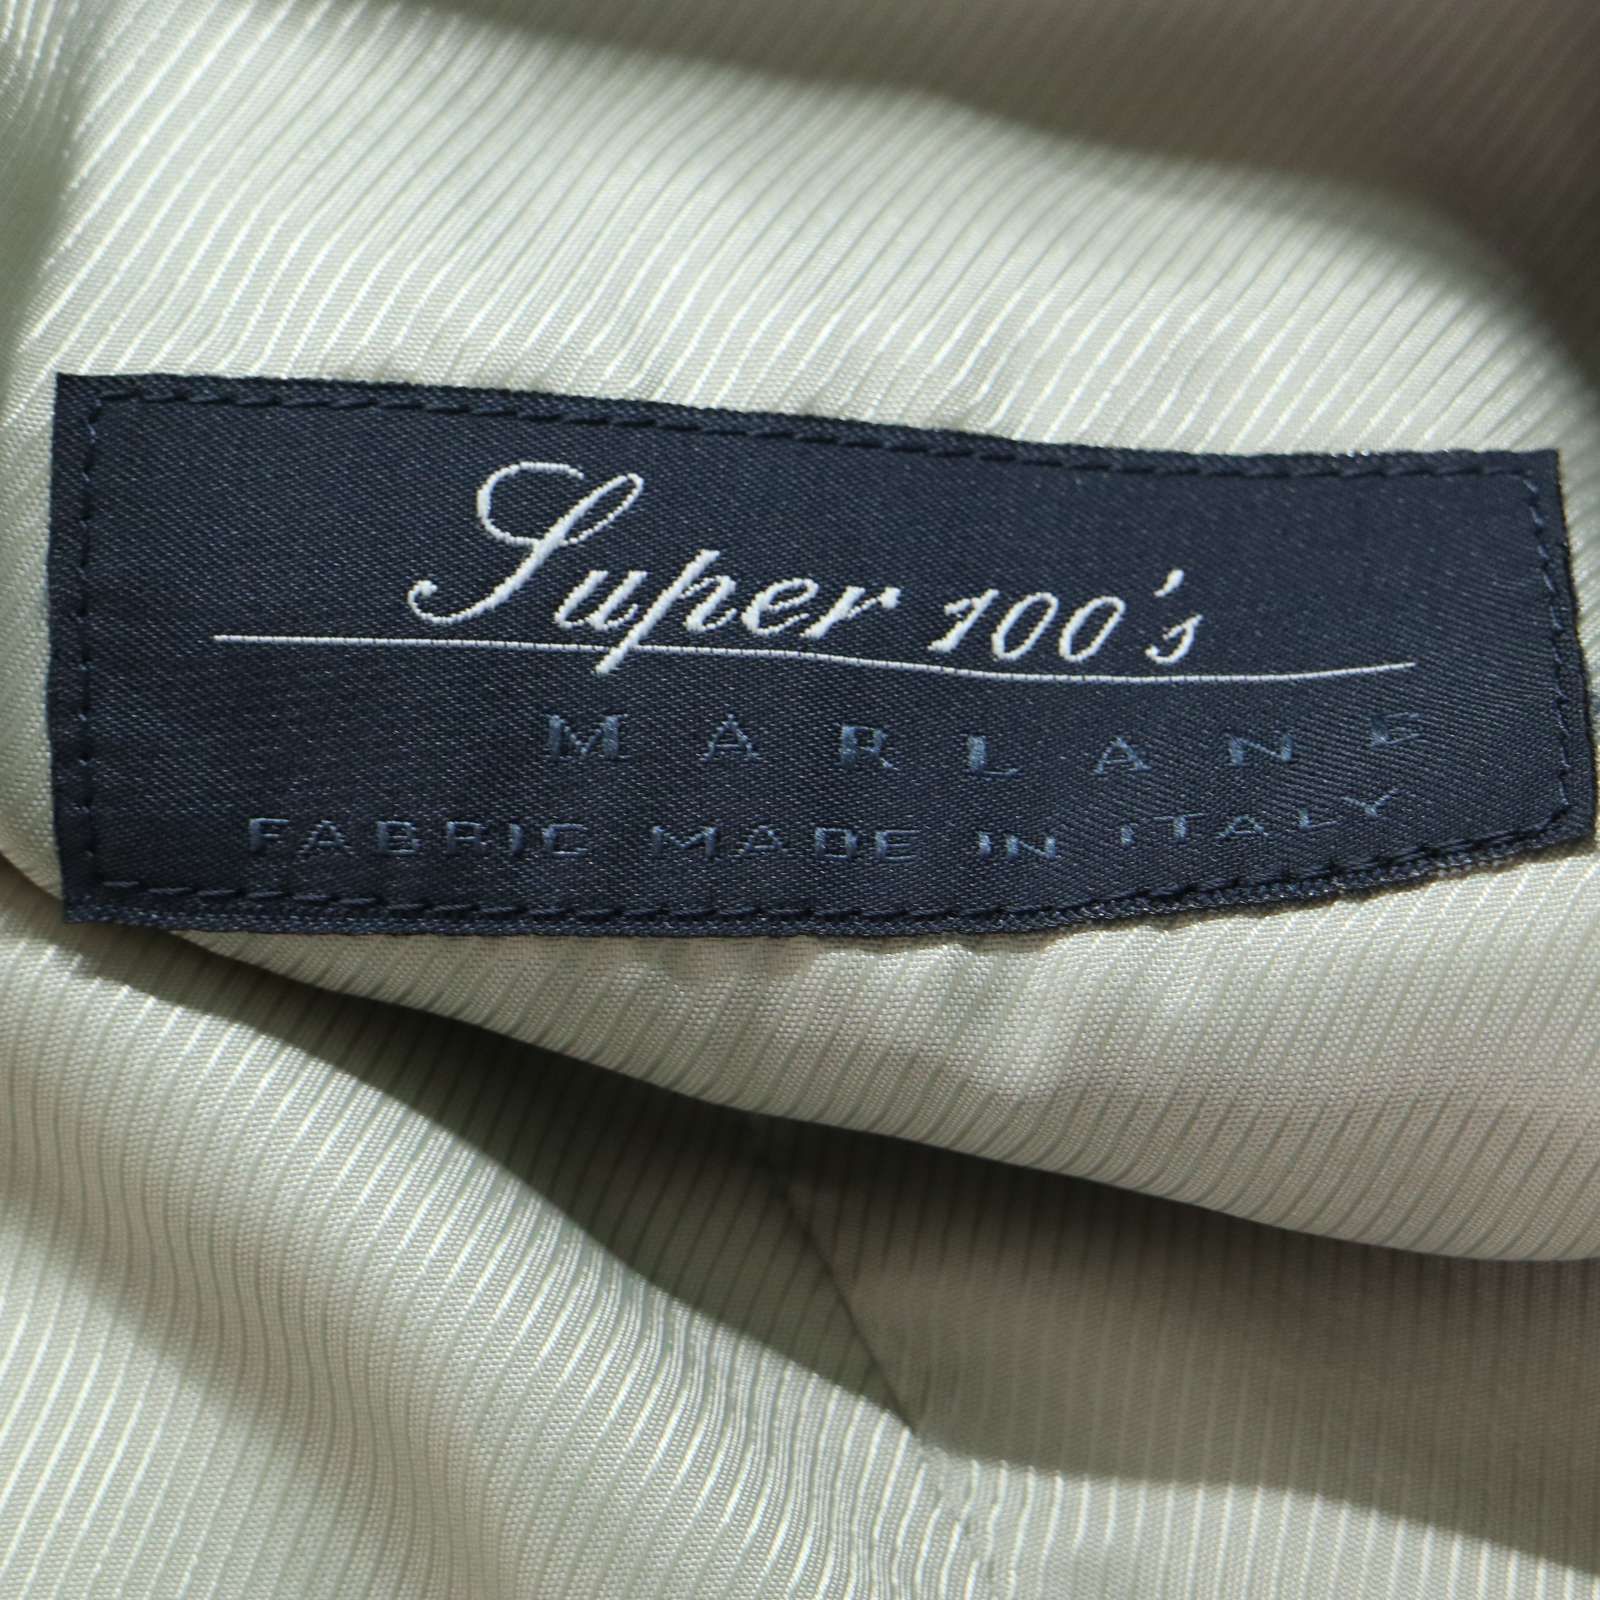 Super 100's
MARLANE
FABRIC MADE IN ITALY